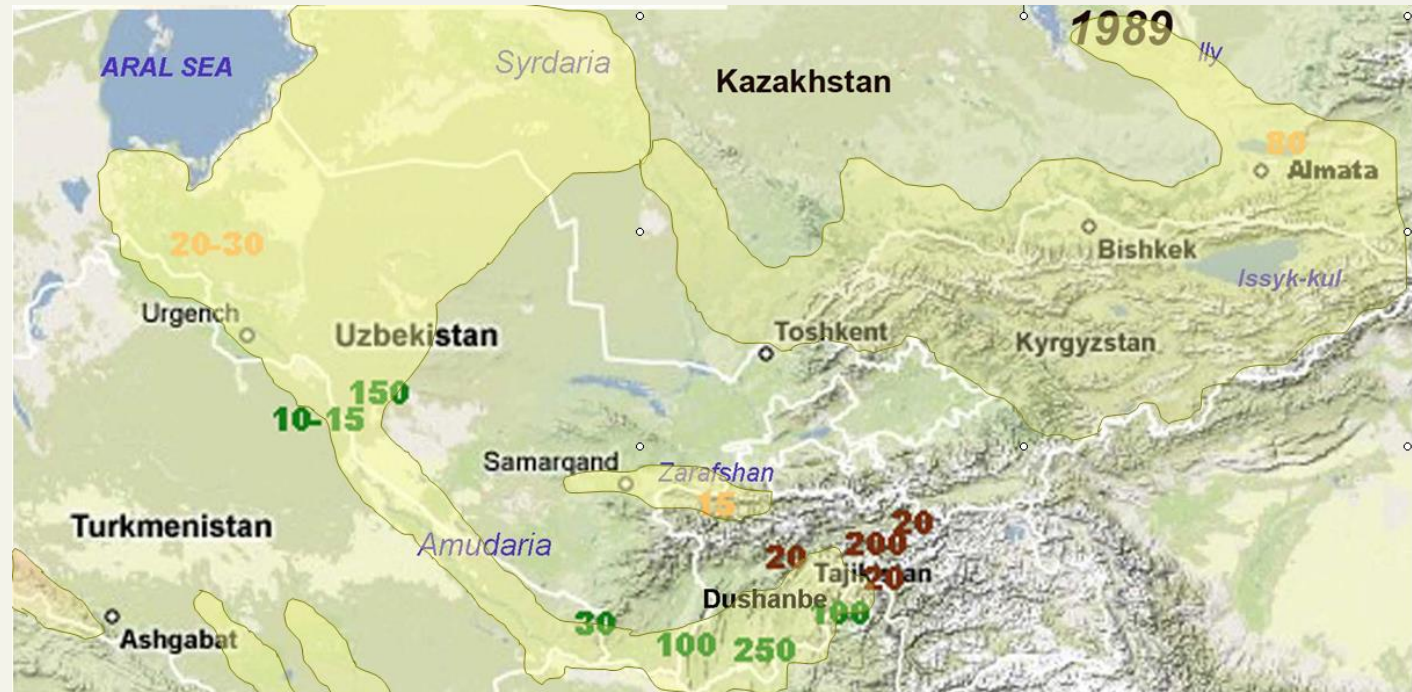 1989
ARAL SEA
Syrdaria
Ily
Kazakhstan
80
Almata
20-30
Bishkek
Issyk-kul
Urgench
Uzbekistan
Toshkent
Kyrgyzstan
150
10-15
Samarqand
Zarafshan
15
Turkmenistan
Amudaria
20
200
20
Tajikistan
20
Dushanbe
100
30
Ashgabat
100
250